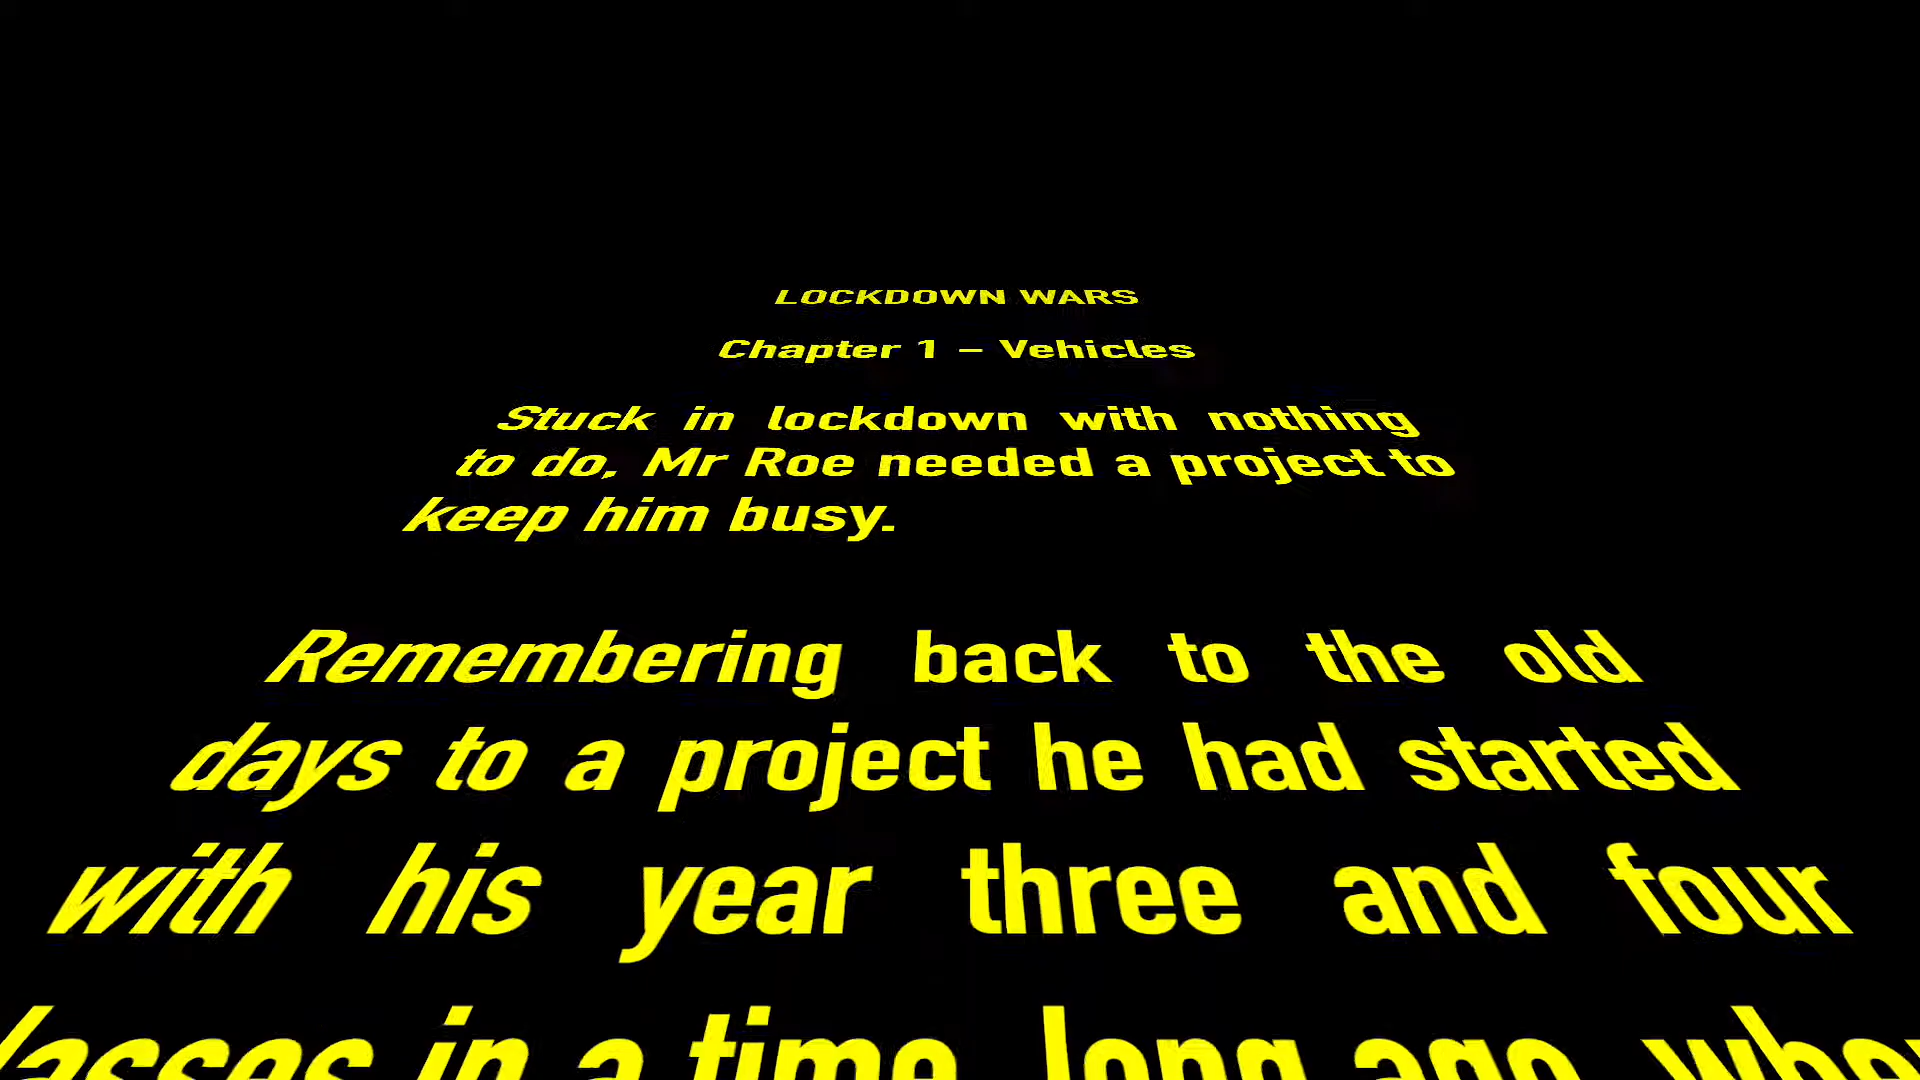 LOCKDOWN WARS
Chapter 1 – Vehicles
Stuck in lockdown with nothing
to do, Mr Roe needed a project to
keep him busy.
Remembering back to the old
days to a project he had started
with his year three and four
in a time, long ago, when